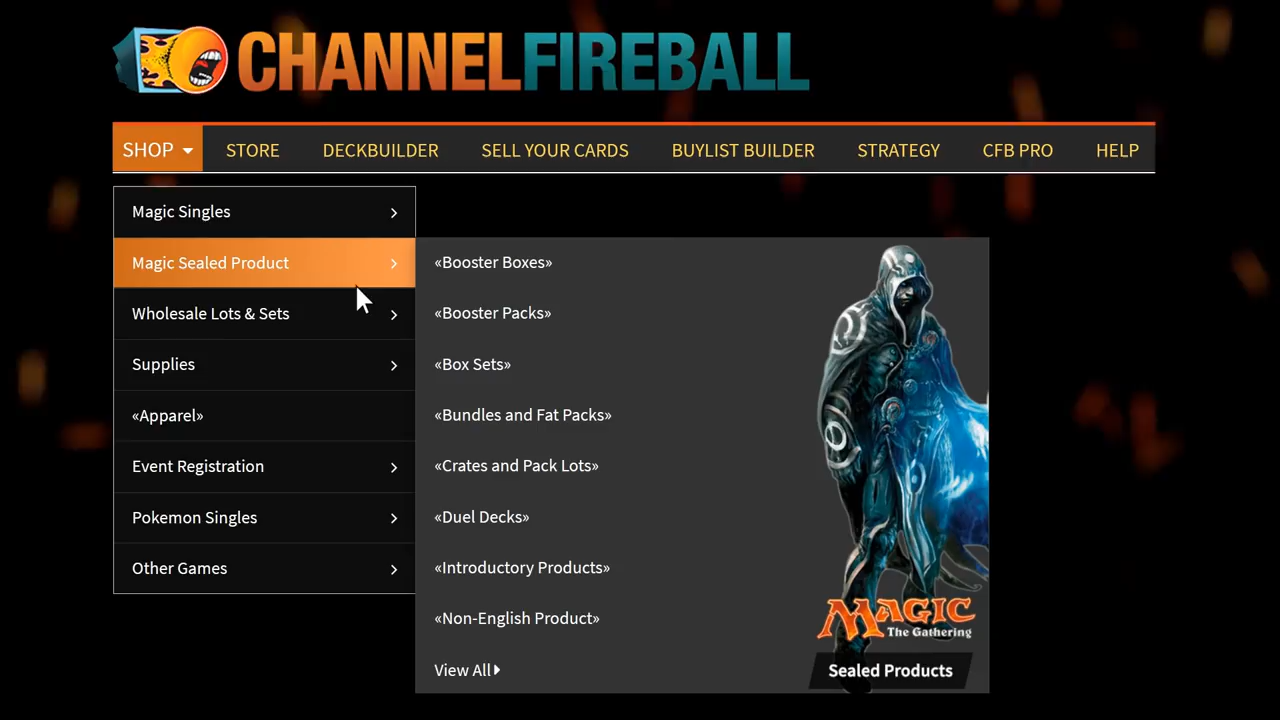 CHANNELFIREBALL
SHOP
STORE
DECKBUILDER
SELL YOUR CARDS
BUYLIST BUILDER
STRATEGY
CFB PRO
HELP
Magic Singles
Magic Sealed Product
Wholesale Lots & Sets
Supplies
«Apparel»
Event Registration
Pokemon Singles
Other Games
«Booster Boxes»
«Booster Packs»
«Box Sets»
«Bundles and Fat Packs»
«Crates and Pack Lots»
«Duel Decks»
«Introductory Products»
«Non-English Product»
View All
MAGIC
The Gathering
Sealed Products